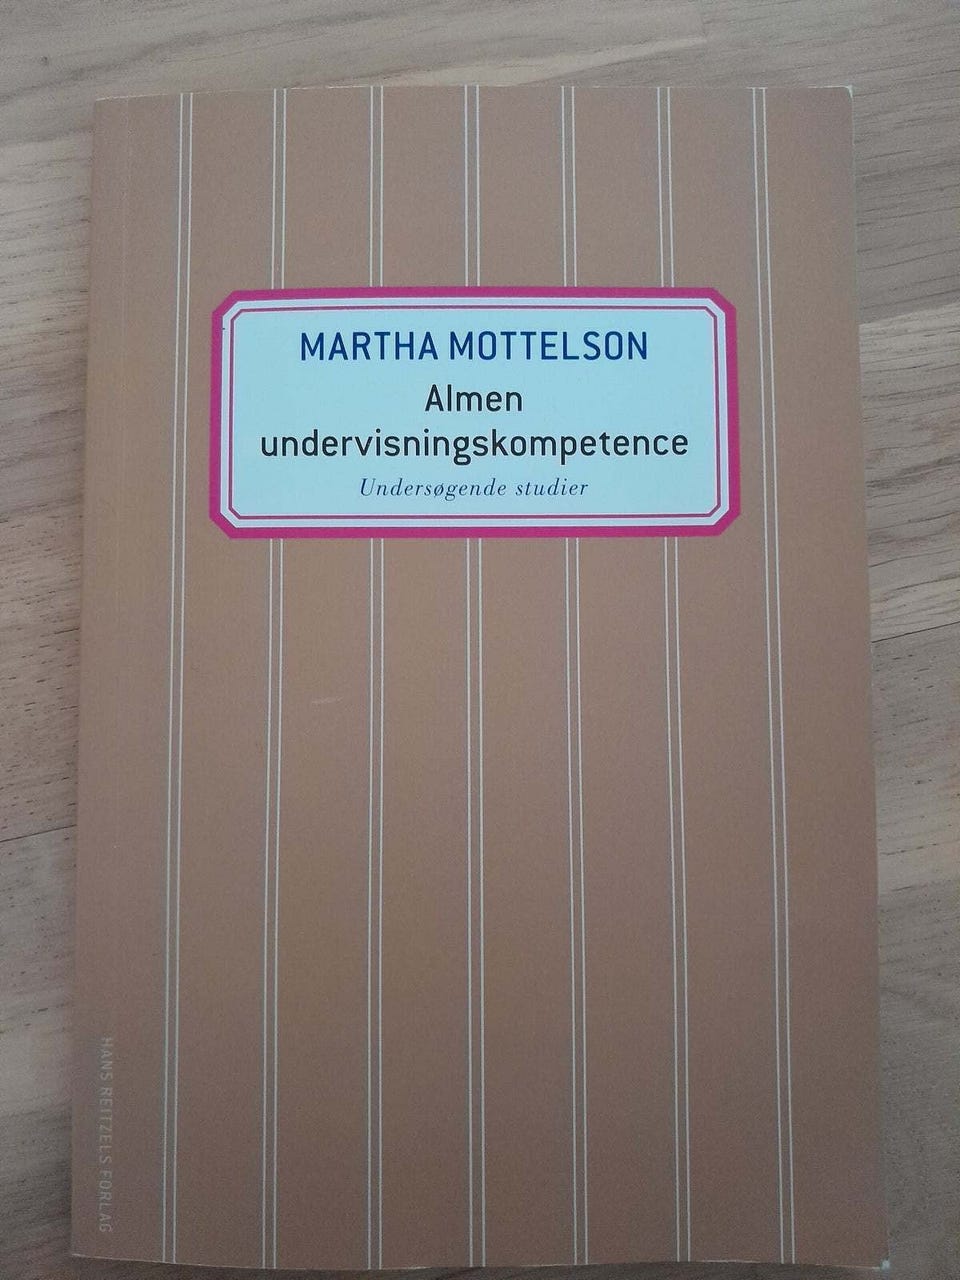 MARTHA MOTTELSON
Almen
undervisningskompetence
Undersøgende studier
HANS REITZELS FORLAG